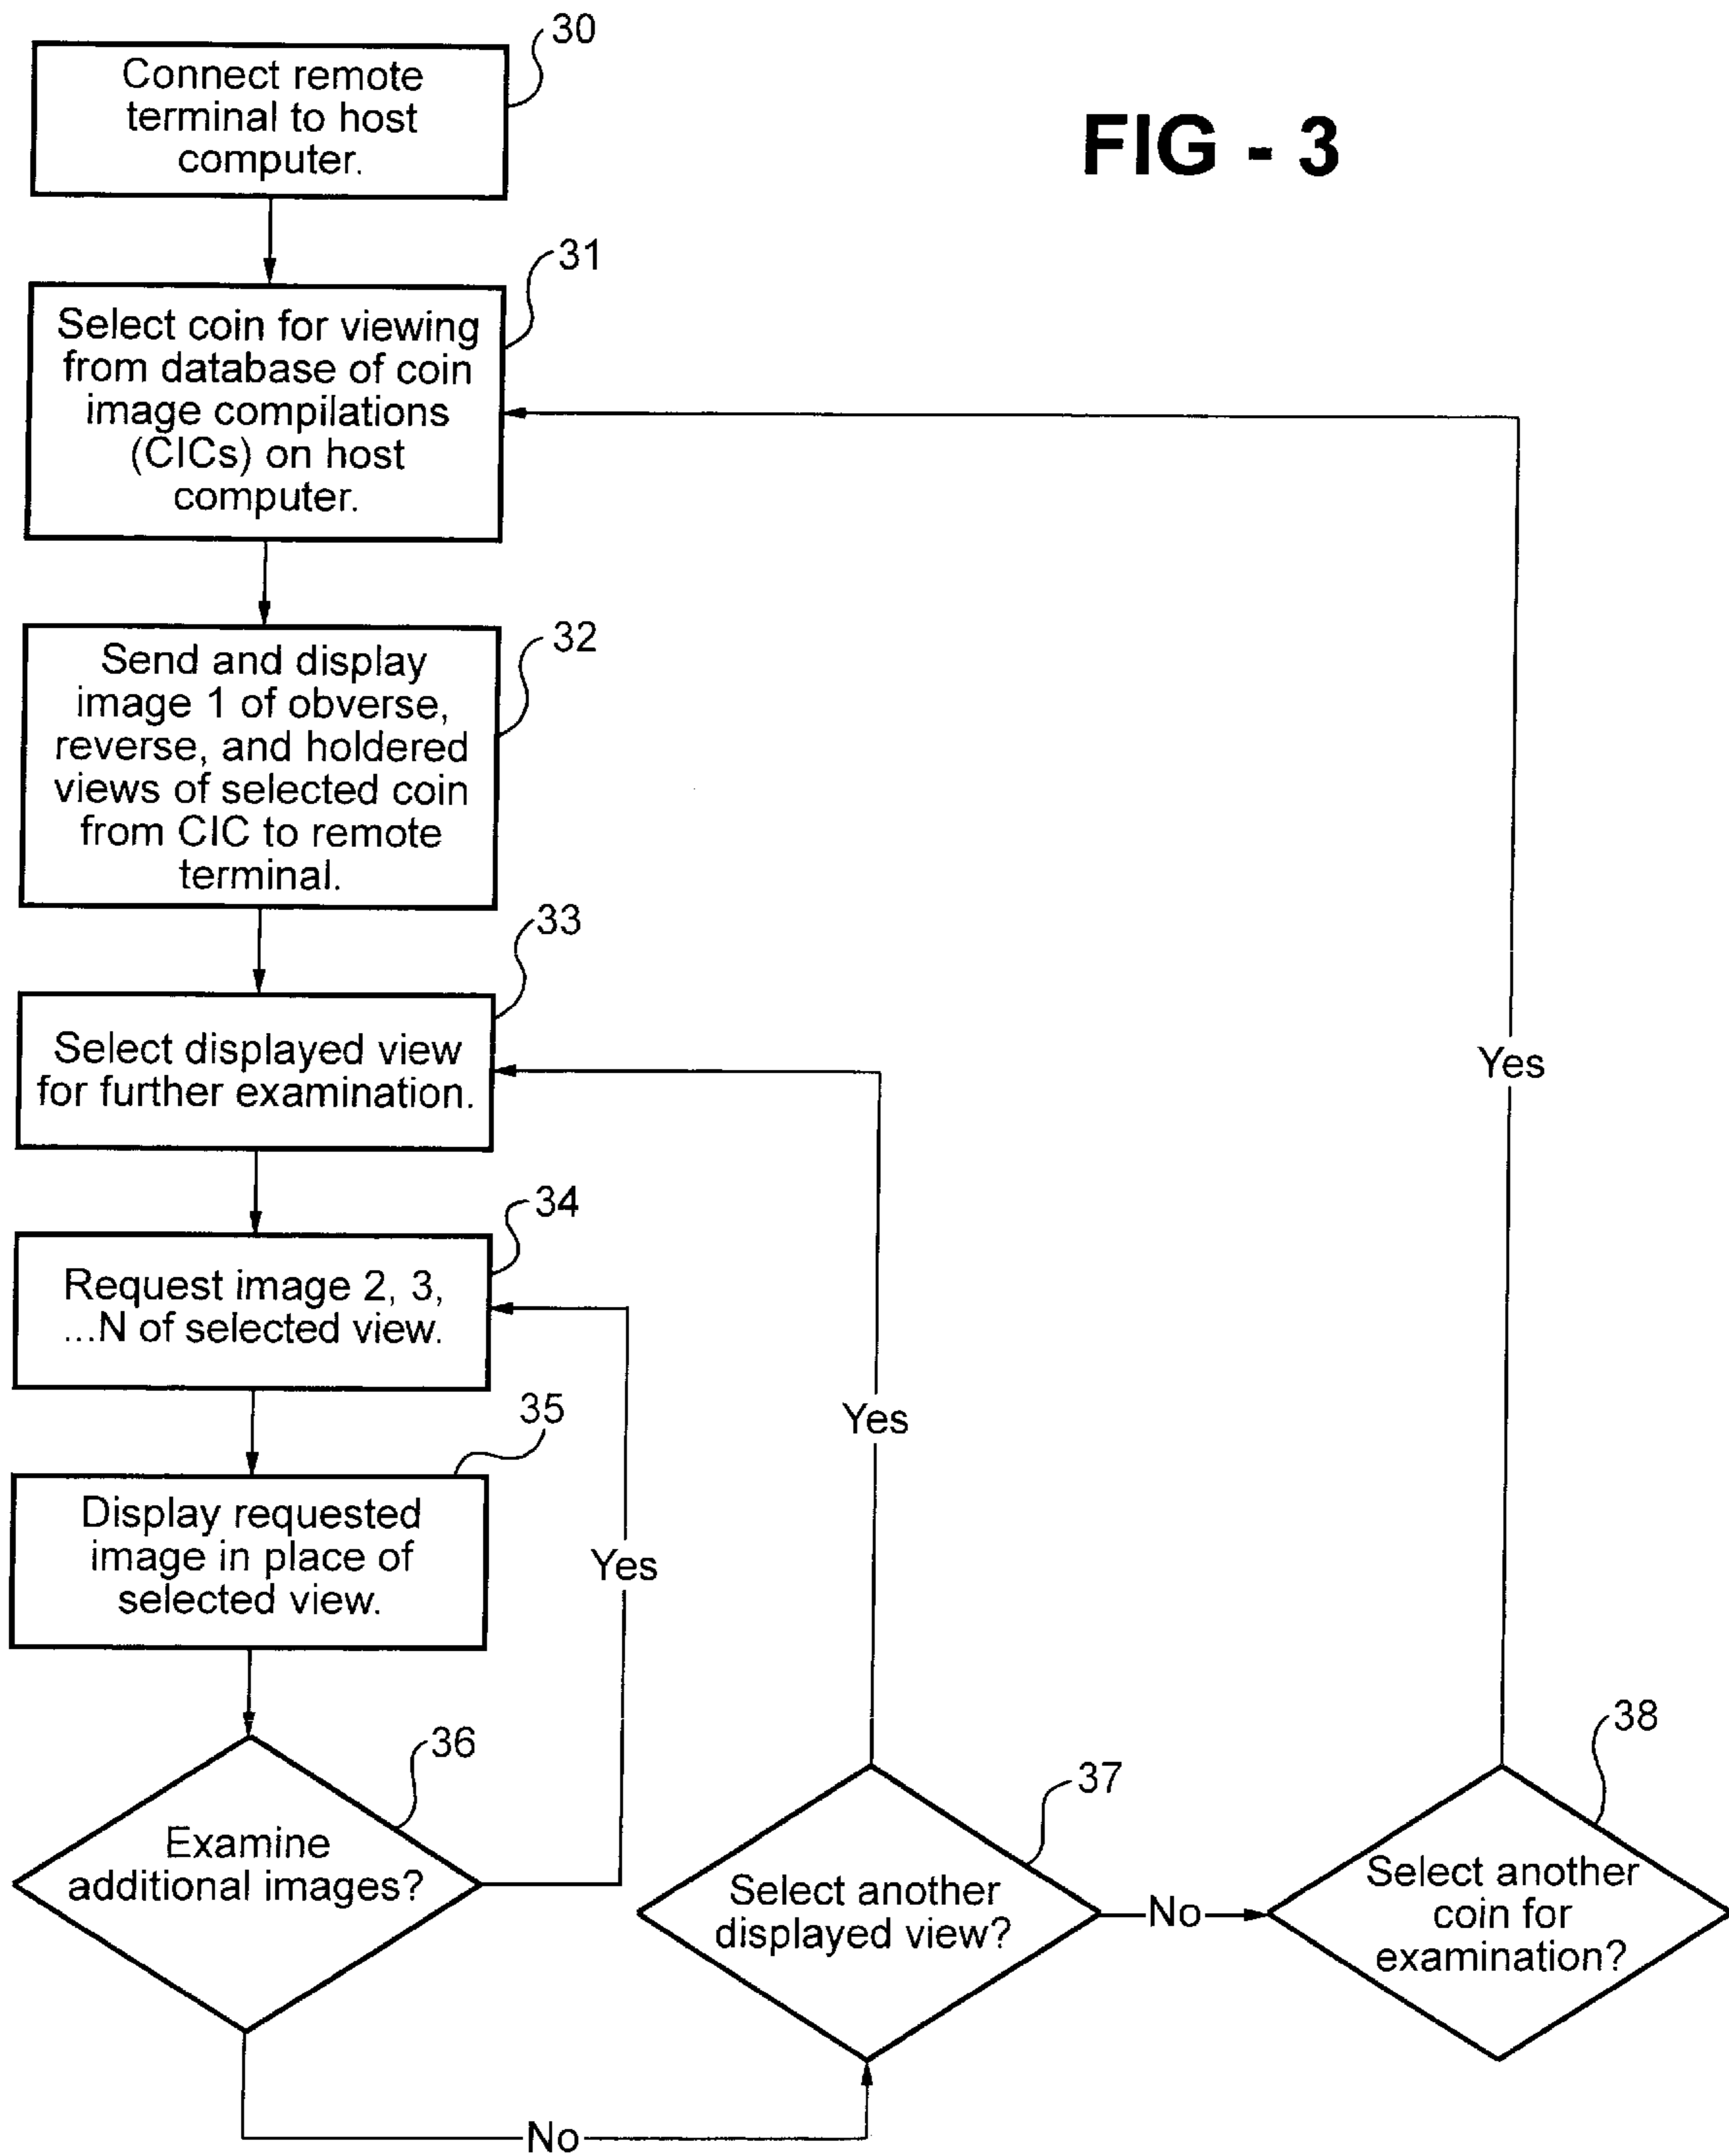 FIG - 3
30
Connect remote
terminal to host
computer.
31
Select coin for viewing
from database of coin
image compilations
(CICs) on host
computer.
32
Send and display
image 1 of obverse,
reverse, and holdered
views of selected coin
from CIC to remote
terminal.
33
Select displayed view
for further examination.
34
Request image 2, 3,
...N of selected view.
35
Display requested
image in place of
selected view.
36
Examine
additional images?
Yes
No
37
Select another
displayed view?
Yes
No
38
Select another
coin for
examination?
Yes